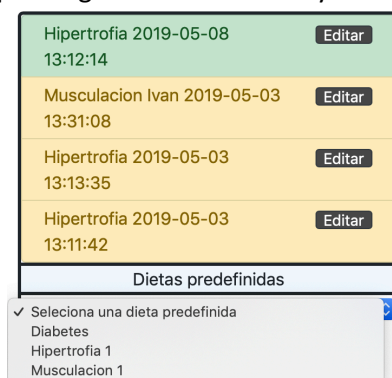 Hipertrofia 2019-05-08 Editar
13:12:14
Musculacion Ivan 2019-05-03 Editar
13:31:08
Hipertrofia 2019-05-03 Editar
13:13:35
Hipertrofia 2019-05-03 Editar
13:11:42
Dietas predefinidas
✓ Seleciona una dieta predefinida
Diabetes
Hipertrofia 1
Musculacion 1